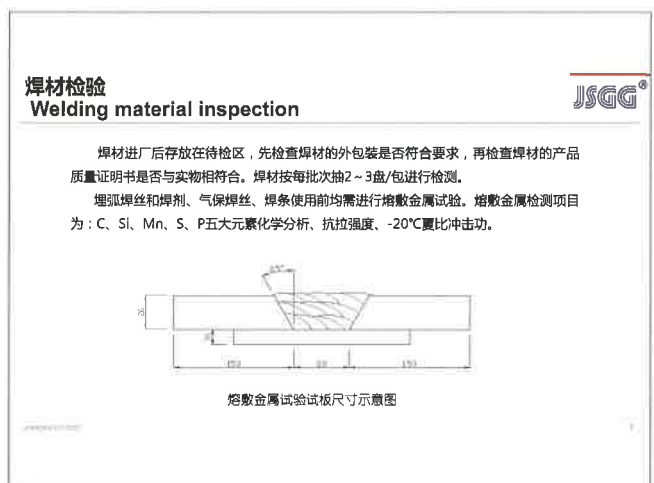 焊材检验
Welding material inspection
JSGG®
焊材进厂后存放在待检区，先检查焊材的外包装是否符合要求，再检查焊材的产品
质量证明书是否与实物相符合。焊材按每批次抽2～3盘/包进行检测。
埋弧焊丝和焊剂、气保焊丝、焊条使用前均需进行熔敷金属试验。熔敷金属检测项目
为：C、Si、Mn、S、P五大元素化学分析、抗拉强度、-20℃夏比冲击功。
150
150
熔敷金属试验试板尺寸示意图